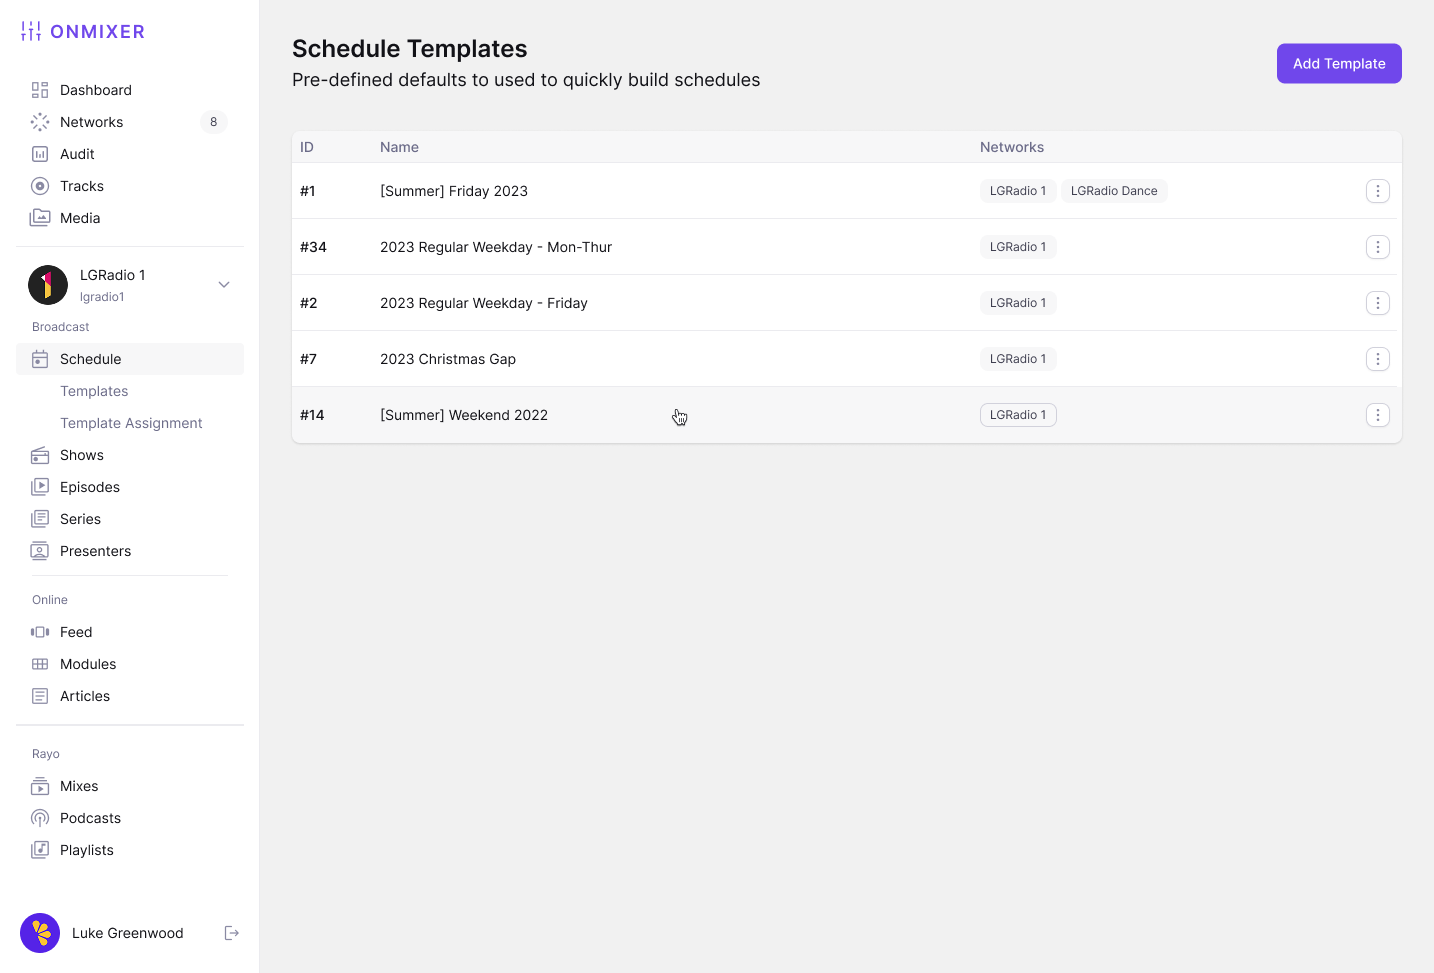 ONMIXER
Dashboard
Networks 8
Audit
Tracks
Media
LGRadio 1
lgradio1
Broadcast
Schedule
Templates
Template Assignment
Shows
Episodes
Series
Presenters
Online
Feed
Modules
Articles
Rayo
Mixes
Podcasts
Playlists
Luke Greenwood
Schedule Templates
Pre-defined defaults to used to quickly build schedules
Add Template
ID Name Networks
#1 [Summer] Friday 2023 LGRadio 1 LGRadio Dance
#34 2023 Regular Weekday - Mon-Thur LGRadio 1
#2 2023 Regular Weekday - Friday LGRadio 1
#7 2023 Christmas Gap LGRadio 1
#14 [Summer] Weekend 2022 LGRadio 1